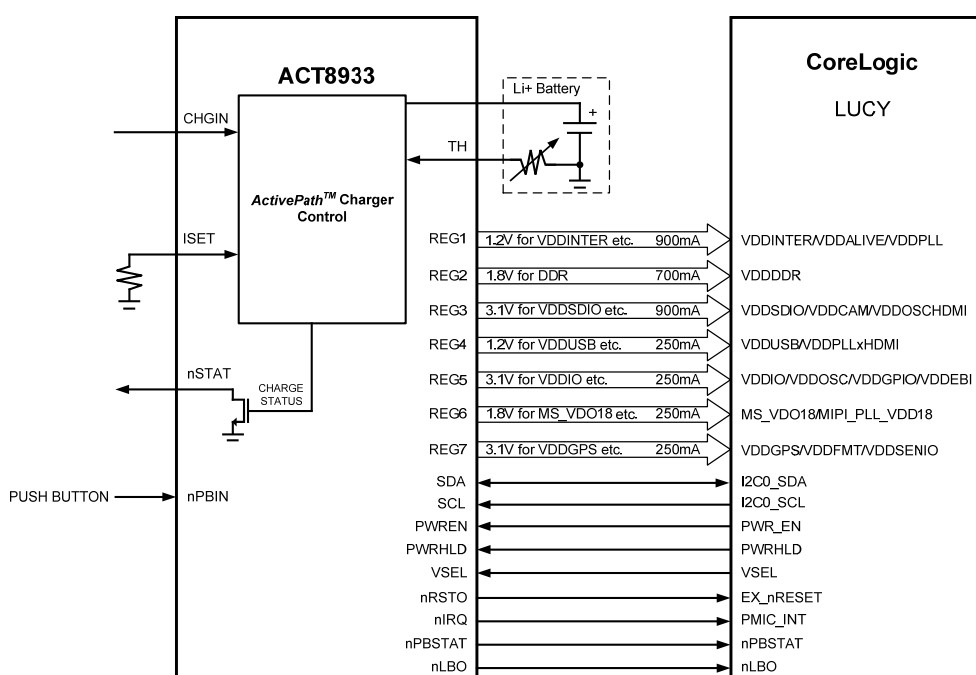 ACT8933
CoreLogic
LUCY
Li+ Battery
+
CHGIN
TH
ActivePath™ Charger
Control
ISET
nSTAT
CHARGE
STATUS
PUSH BUTTON
nPBIN
REG1 1.2V for VDDINTER etc. 900mA VDDINTER/VDDALIVE/VDDPLL
REG2 1.8V for DDR 700mA VDDDDR
REG3 3.1V for VDDSDIO etc. 900mA VDDSDIO/VDDCAM/VDDOSCHDMI
REG4 1.2V for VDDUSB etc. 250mA VDDUSB/VDDPLLxHDMI
REG5 3.1V for VDDIO etc. 250mA VDDIO/VDDOSC/VDDGPIO/VDDEBI
REG6 1.8V for MS_VDO18 etc. 250mA MS_VDO18/MIPI_PLL_VDD18
REG7 3.1V for VDDGPS etc. 250mA VDDGPS/VDDFMT/VDDSENIO
SDA I2C0_SDA
SCL I2C0_SCL
PWREN PWR_EN
PWRHLD PWRHLD
VSEL VSEL
nRSTO EX_nRESET
nIRQ PMIC_INT
nPBSTAT nPBSTAT
nLBO nLBO